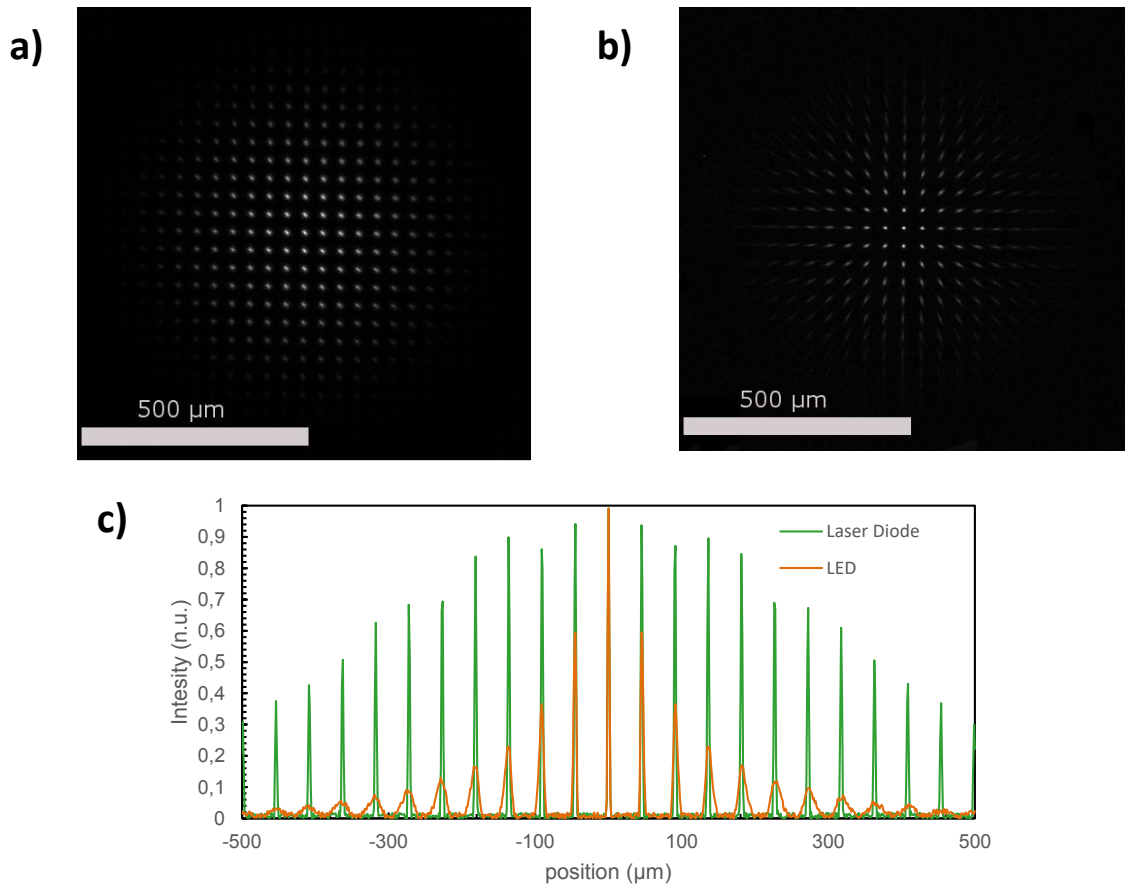 a)
b)
500 µm
500 µm
c)
1
0,9
0,8
0,7
0,6
0,5
0,4
0,3
0,2
0,1
0
Intesity (n.u.)
Laser Diode
LED
-500
-300
-100
100
300
500
position (µm)